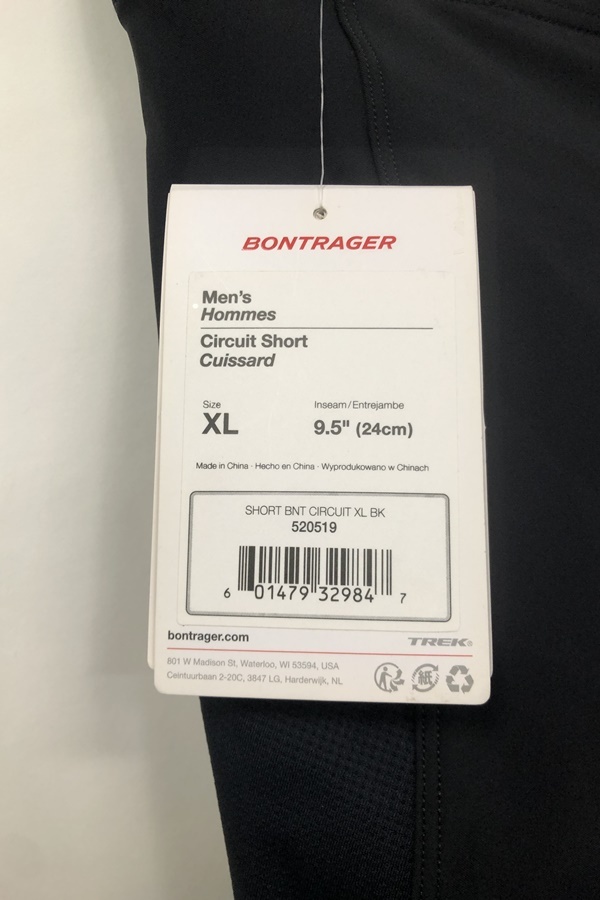 BONTRAGER
Men's
Hommes
Circuit Short
Cuissard
Size
XL
Inseam/Entrejambe
9.5" (24cm)
Made in China · Hecho en China · Wyprodukowano w Chinach
SHORT BNT CIRCUIT XL BK
520519
6 01479 32984 7
bontrager.com
TREK®
801 W Madison St, Waterloo, WI 53594, USA
Ceintuurbaan 2-20C, 3847 LG, Harderwijk, NL
紙